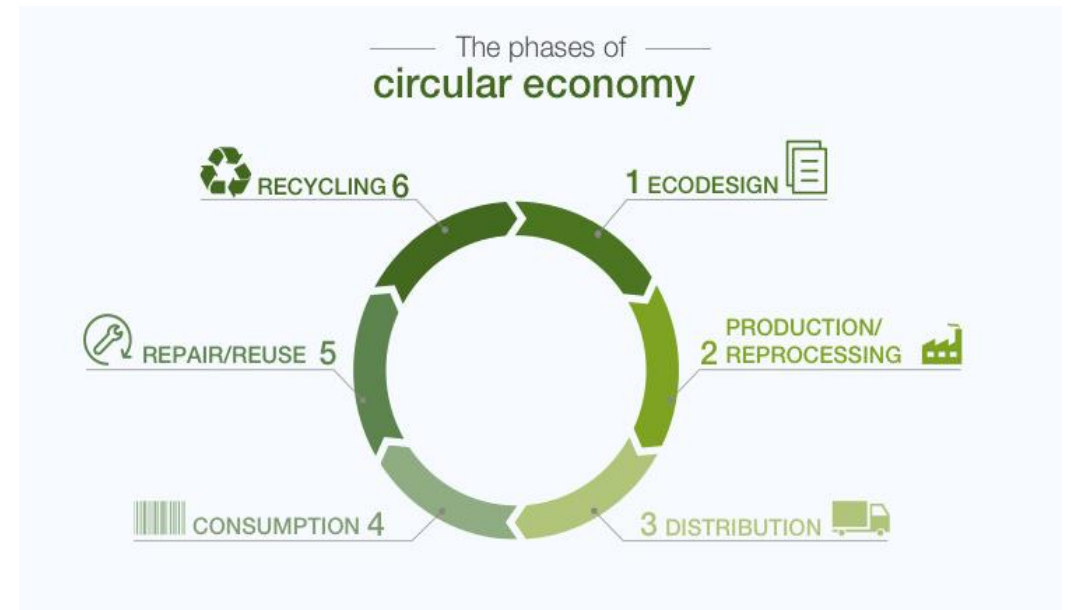 The phases of
circular economy
RECYCLING 6
1 ECODESIGN
REPAIR/REUSE 5
PRODUCTION/
2 REPROCESSING
CONSUMPTION 4
3 DISTRIBUTION